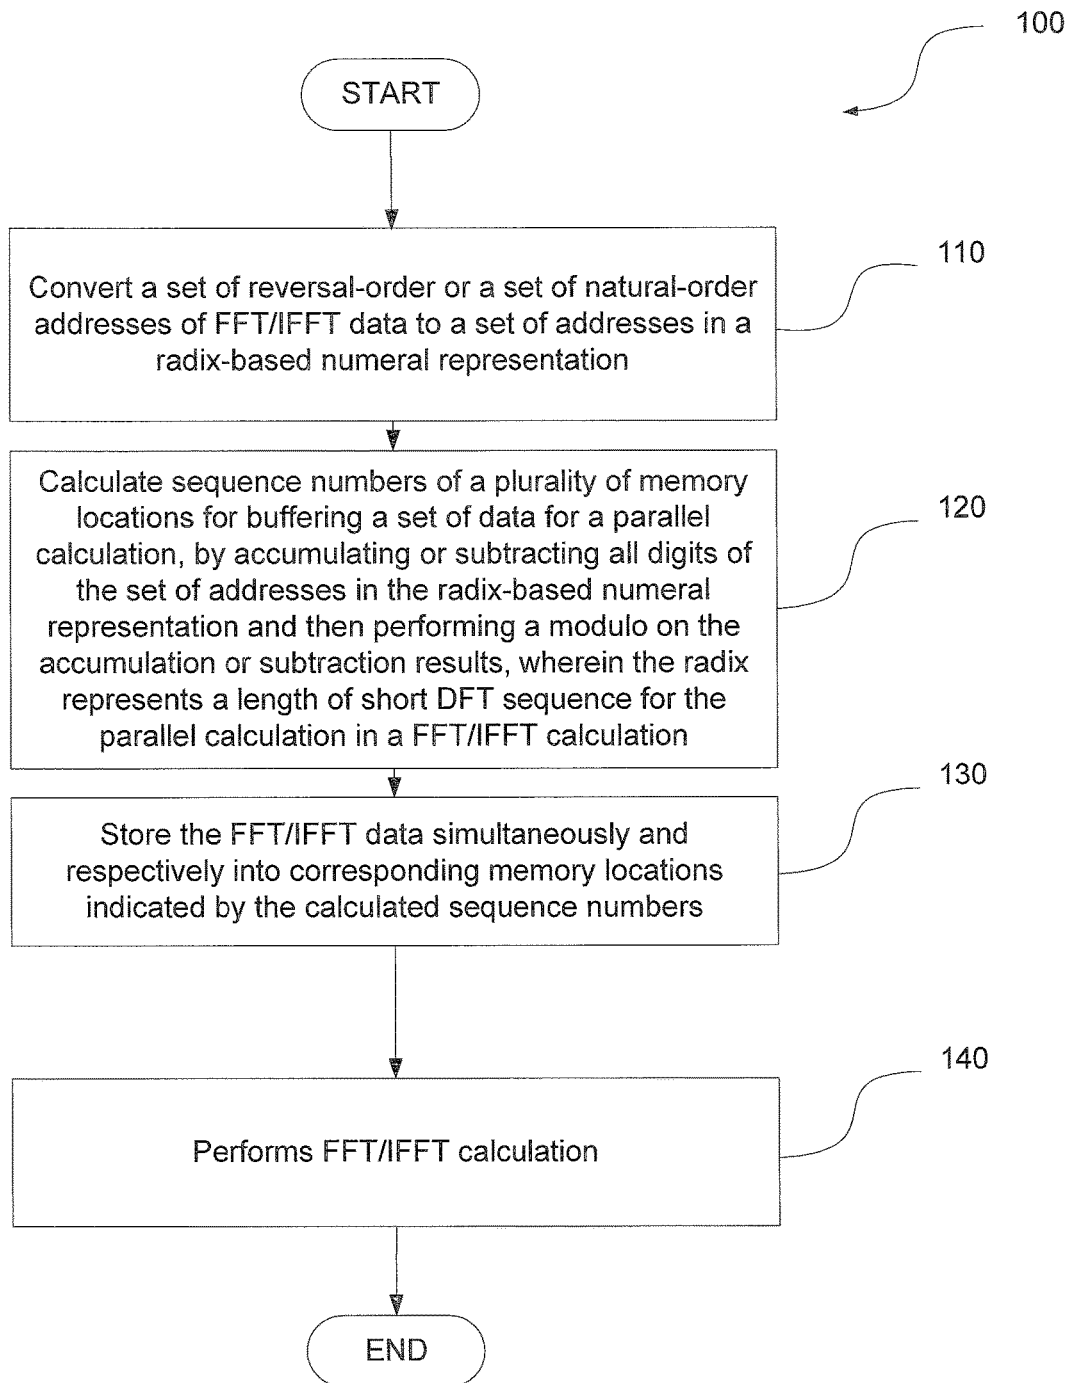 100
START
110
Convert a set of reversal-order or a set of natural-order
addresses of FFT/IFFT data to a set of addresses in a
radix-based numeral representation
120
Calculate sequence numbers of a plurality of memory
locations for buffering a set of data for a parallel
calculation, by accumulating or subtracting all digits of
the set of addresses in the radix-based numeral
representation and then performing a modulo on the
accumulation or subtraction results, wherein the radix
represents a length of short DFT sequence for the
parallel calculation in a FFT/IFFT calculation
130
Store the FFT/IFFT data simultaneously and
respectively into corresponding memory locations
indicated by the calculated sequence numbers
140
Performs FFT/IFFT calculation
END